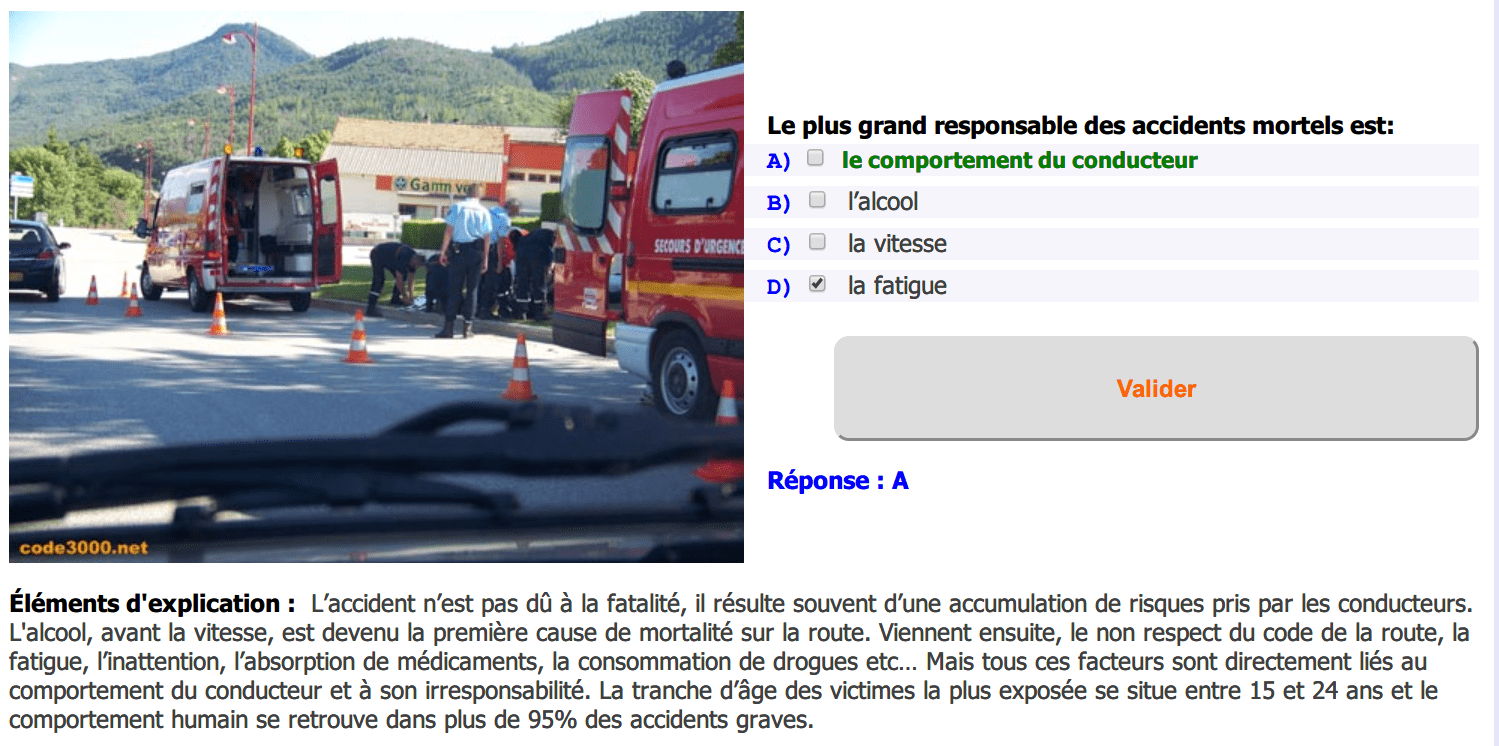 Le plus grand responsable des accidents mortels est:
A) le comportement du conducteur
B) l’alcool
C) la vitesse
D) la fatigue
Valider
Réponse : A
Gamm ve
SECOURS D'URGENCE
code3000.net
Éléments d'explication : L’accident n’est pas dû à la fatalité, il résulte souvent d’une accumulation de risques pris par les conducteurs.
L'alcool, avant la vitesse, est devenu la première cause de mortalité sur la route. Viennent ensuite, le non respect du code de la route, la
fatigue, l’inattention, l’absorption de médicaments, la consommation de drogues etc… Mais tous ces facteurs sont directement liés au
comportement du conducteur et à son irresponsabilité. La tranche d’âge des victimes la plus exposée se situe entre 15 et 24 ans et le
comportement humain se retrouve dans plus de 95% des accidents graves.